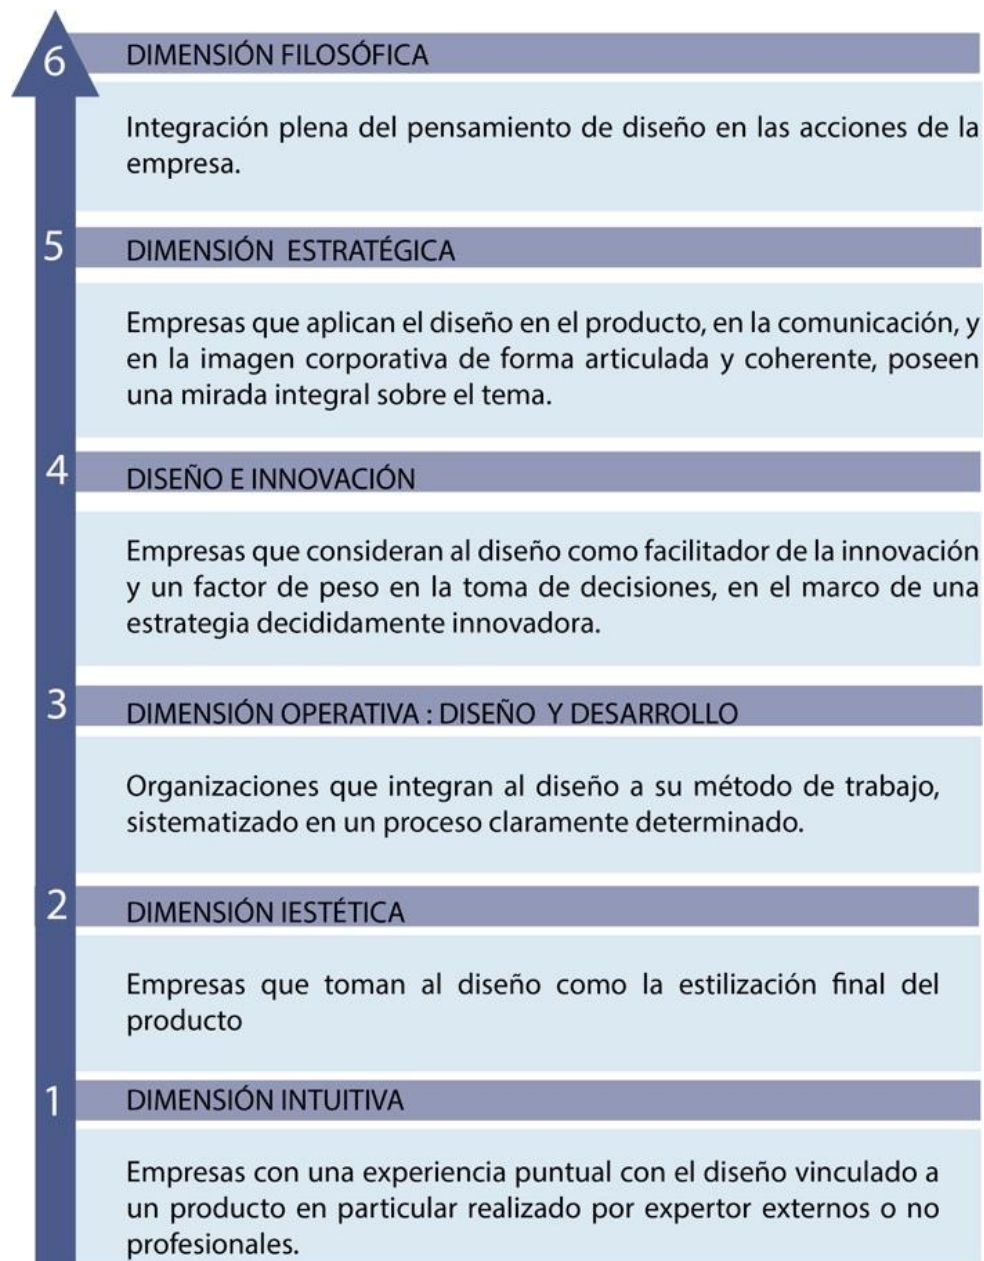 6 DIMENSIÓN FILOSÓFICA
Integración plena del pensamiento de diseño en las acciones de la
empresa.
5 DIMENSIÓN ESTRATÉGICA
Empresas que aplican el diseño en el producto, en la comunicación, y
en la imagen corporativa de forma articulada y coherente, poseen
una mirada integral sobre el tema.
4 DISEÑO E INNOVACIÓN
Empresas que consideran al diseño como facilitador de la innovación
y un factor de peso en la toma de decisiones, en el marco de una
estrategia decididamente innovadora.
3 DIMENSIÓN OPERATIVA : DISEÑO Y DESARROLLO
Organizaciones que integran al diseño a su método de trabajo,
sistematizado en un proceso claramente determinado.
2 DIMENSIÓN IESTÉTICA
Empresas que toman al diseño como la estilización final del
producto
1 DIMENSIÓN INTUITIVA
Empresas con una experiencia puntual con el diseño vinculado a
un producto en particular realizado por expertor externos o no
profesionales.